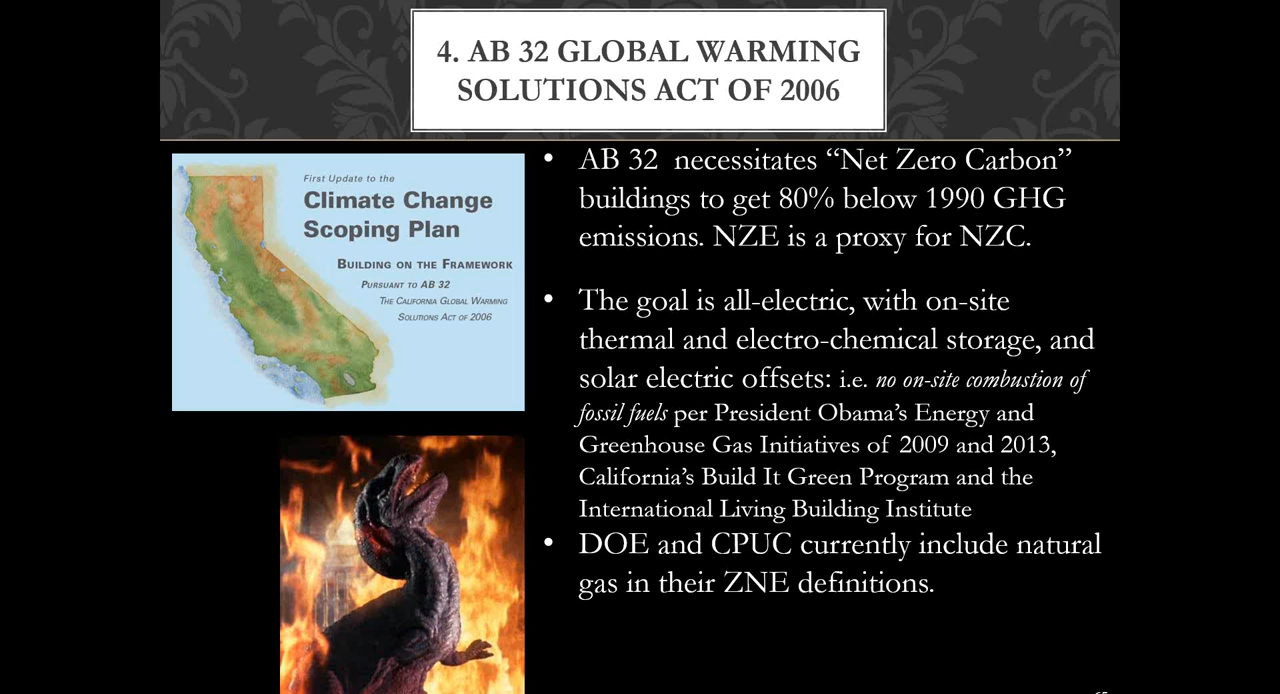 4. AB 32 GLOBAL WARMING
SOLUTIONS ACT OF 2006
First Update to the
Climate Change
Scoping Plan
BUILDING ON THE FRAMEWORK
PURSUANT TO AB 32
THE CALIFORNIA GLOBAL WARMING
SOLUTIONS ACT OF 2006
• AB 32  necessitates “Net Zero Carbon”
buildings to get 80% below 1990 GHG
emissions. NZE is a proxy for NZC.
• The goal is all-electric, with on-site
thermal and electro-chemical storage, and
solar electric offsets: i.e. no on-site combustion of
fossil fuels per President Obama’s Energy and
Greenhouse Gas Initiatives of 2009 and 2013,
California’s Build It Green Program and the
International Living Building Institute
• DOE and CPUC currently include natural
gas in their ZNE definitions.